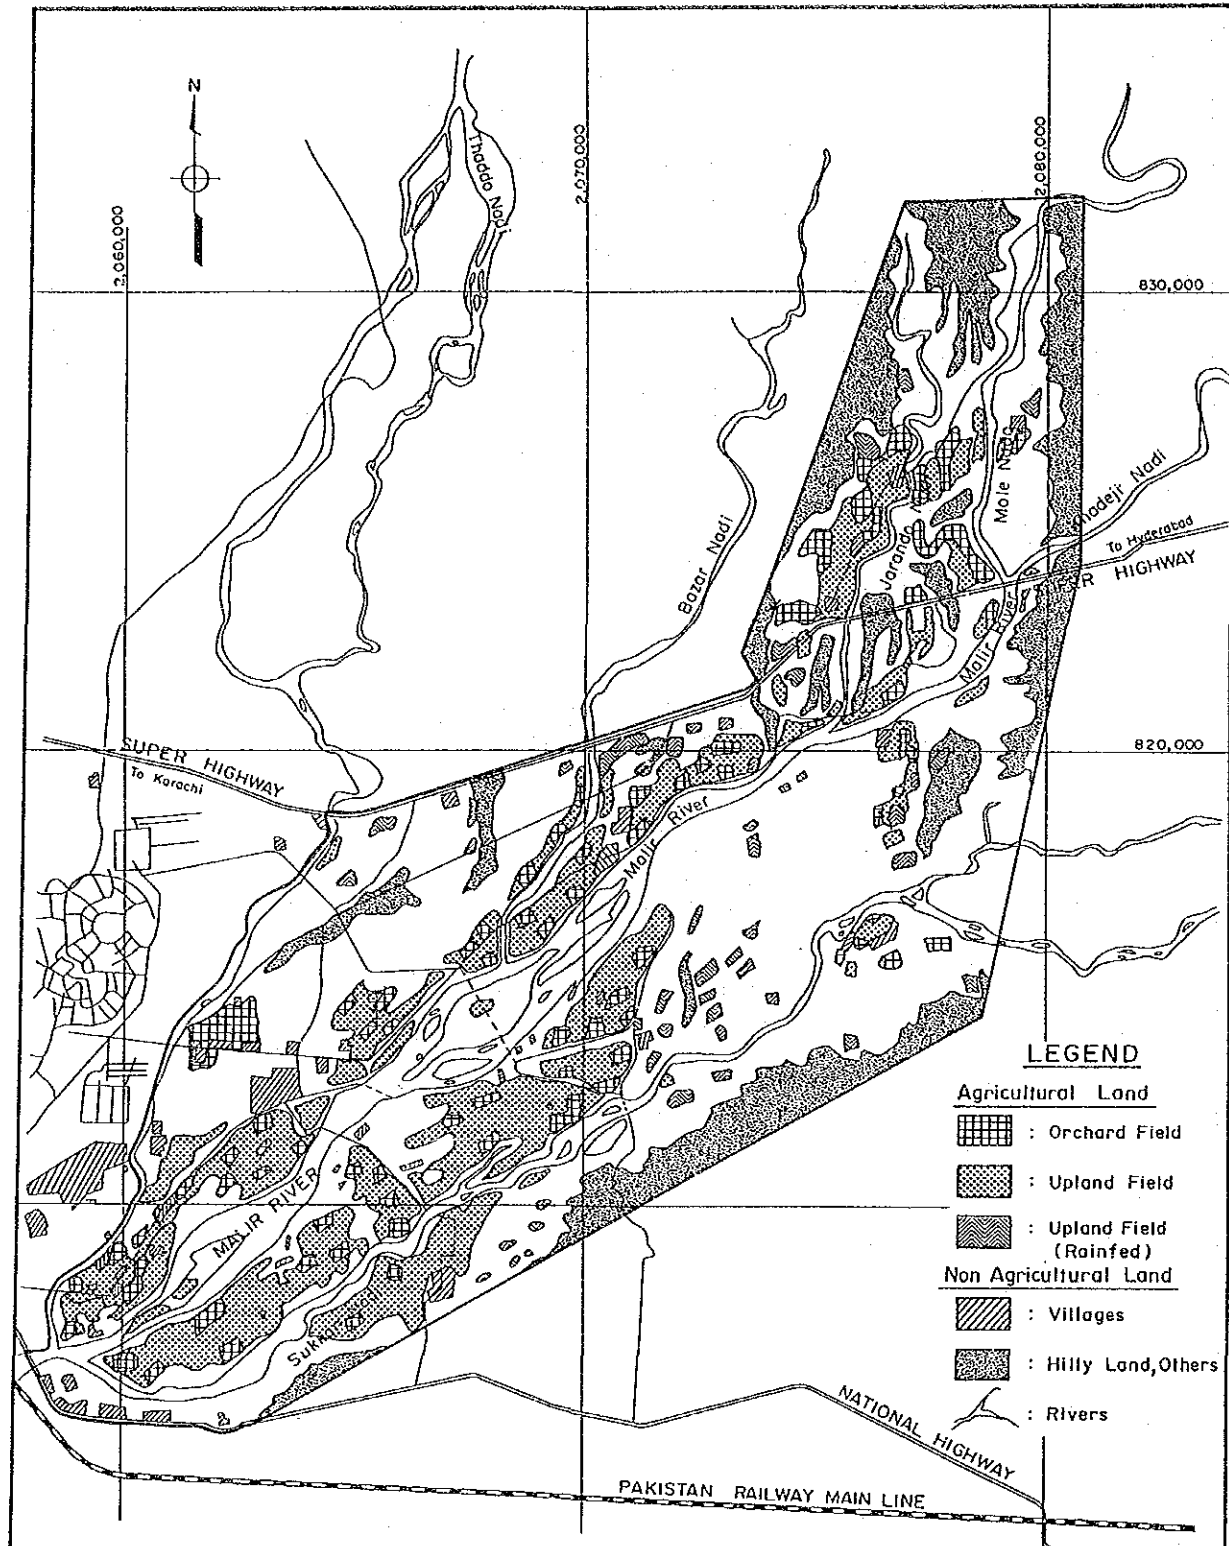 N
Thaddo Nadi
2,060,000
2,070,000
2,080,000
830,000
Bazar Nadi
Jarando
Mole Nadi
Khadeji Nadi
To Hyderabad
SUPER HIGHWAY
Malir River
820,000
SUPER HIGHWAY
To Karachi
Malir River
MALIR RIVER
LEGEND
Agricultural Land
: Orchard Field
: Upland Field
: Upland Field
(Rainfed)
Non Agricultural Land
: Villages
: Hilly Land, Others
: Rivers
NATIONAL HIGHWAY
PAKISTAN RAILWAY MAIN LINE